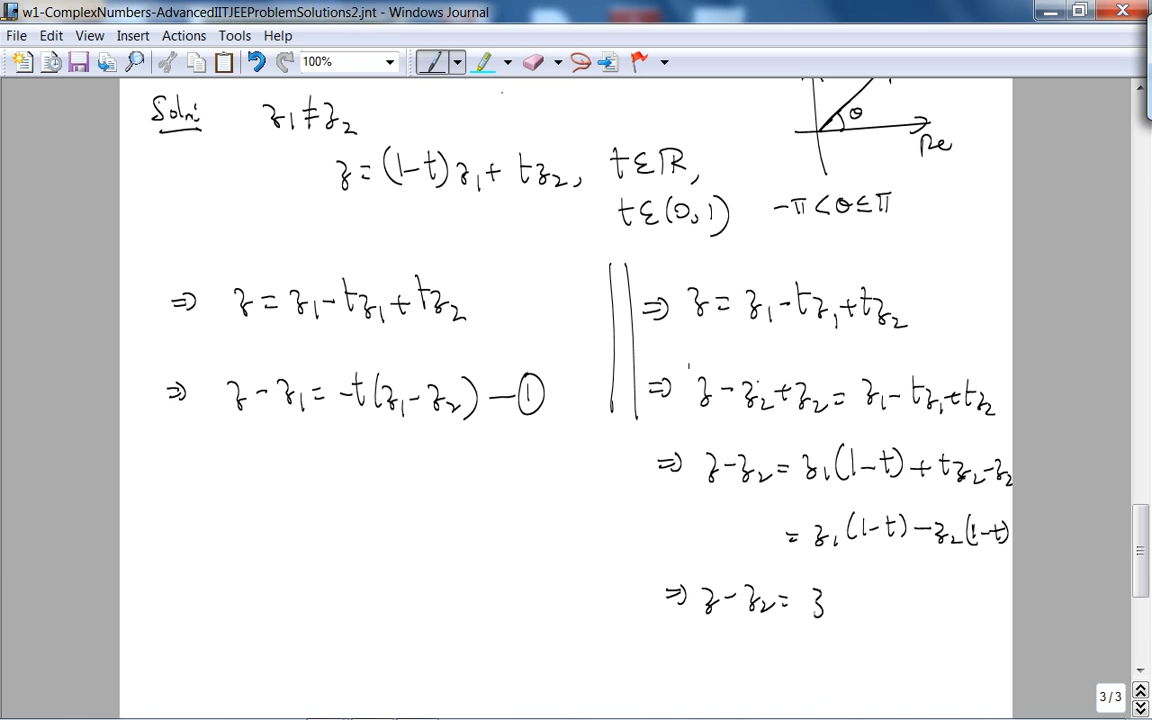 w1-ComplexNumbers-AdvancedIITJEEProblemSolutions2.jnt - Windows Journal
File Edit View Insert Actions Tools Help
100%
Soln: z₁ ≠ z₂
θ
Re
z = (1-t)z₁ + tz₂, t ∈ ℝ,
t ∈ (0,1) -π < θ ≤ π
⇒ z = z₁ - tz₁ + tz₂
⇒ z - z₁ = -t(z₁ - z₂) — ①
⇒ z = z₁ - tz₁ + tz₂
⇒ z - z₂ + z₂ = z₁ - tz₁ + tz₂
⇒ z - z₂ = z₁(1-t) + tz₂ - z₂
= z₁(1-t) - z₂(1-t)
⇒ z - z₂ = z
3/3